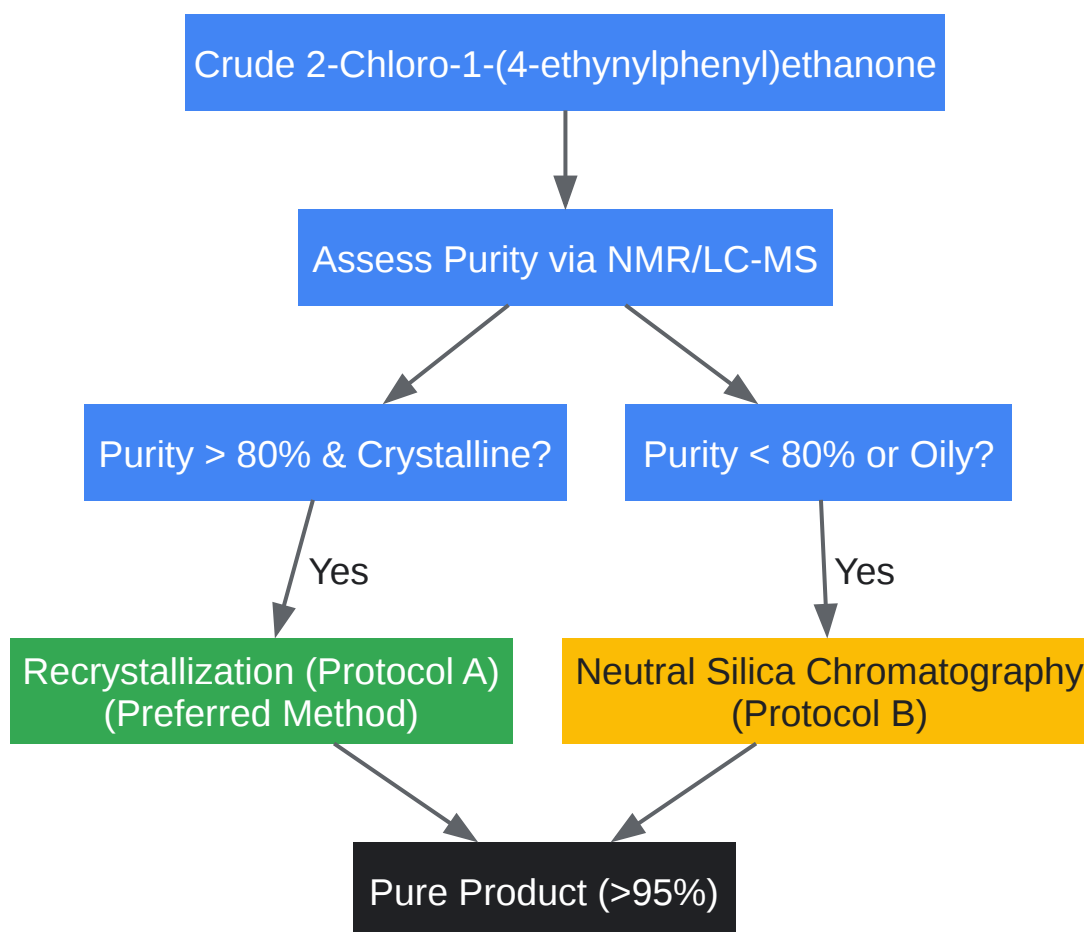 Crude 2-Chloro-1-(4-ethynylphenyl)ethanone
Assess Purity via NMR/LC-MS
Purity > 80% & Crystalline?
Purity < 80% or Oily?
Yes
Yes
Recrystallization (Protocol A)
(Preferred Method)
Neutral Silica Chromatography
(Protocol B)
Pure Product (>95%)